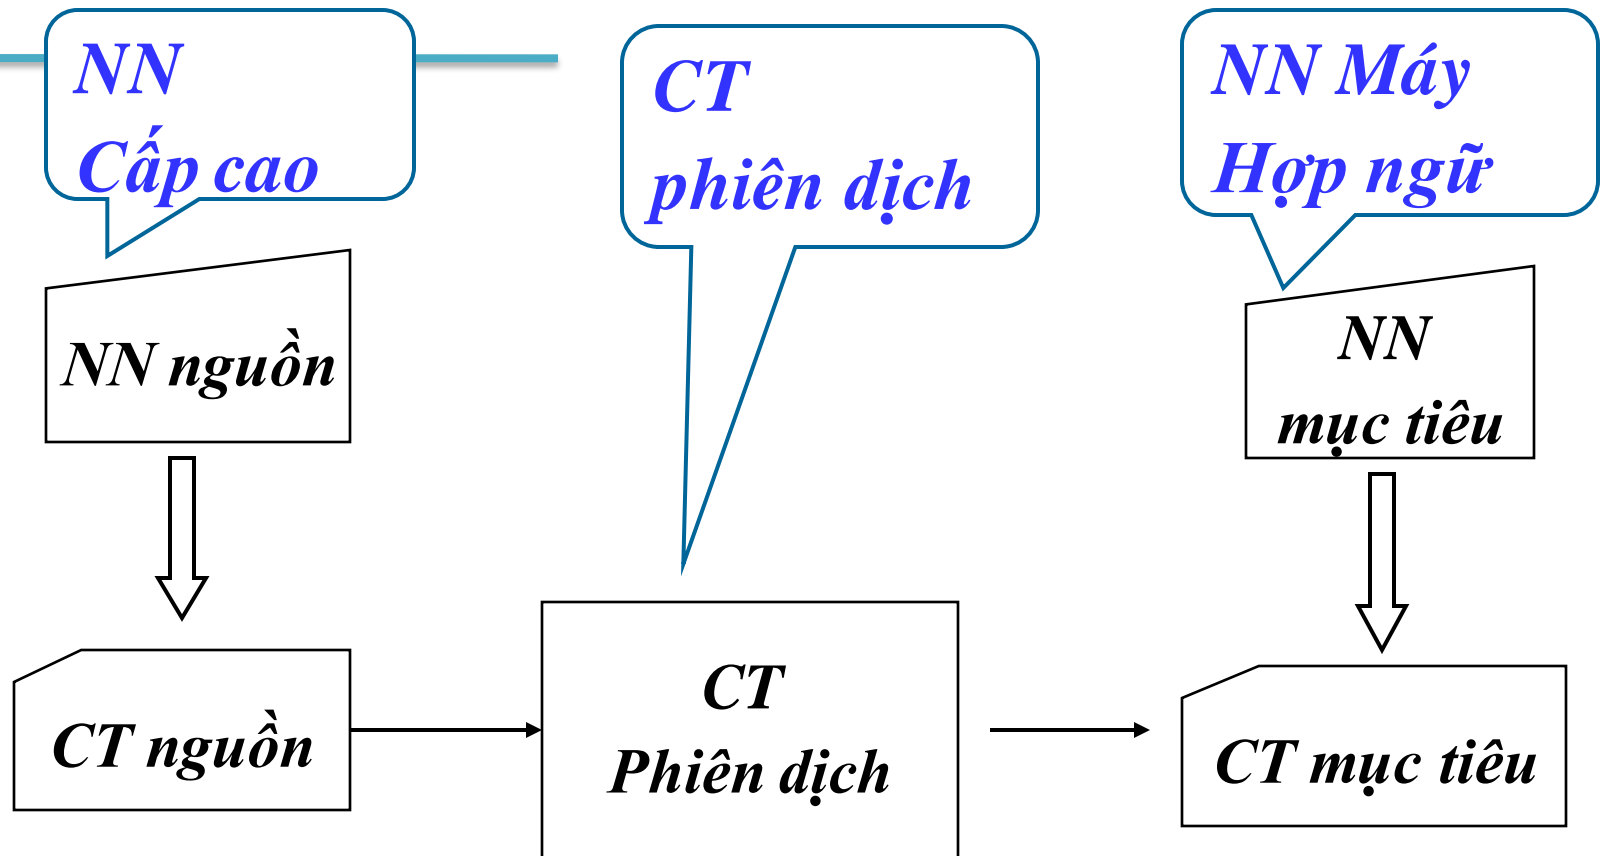 NN
Cấp cao
CT
phiên dịch
NN Máy
Hợp ngữ
NN nguồn
NN
mục tiêu
CT nguồn
CT
Phiên dịch
CT mục tiêu